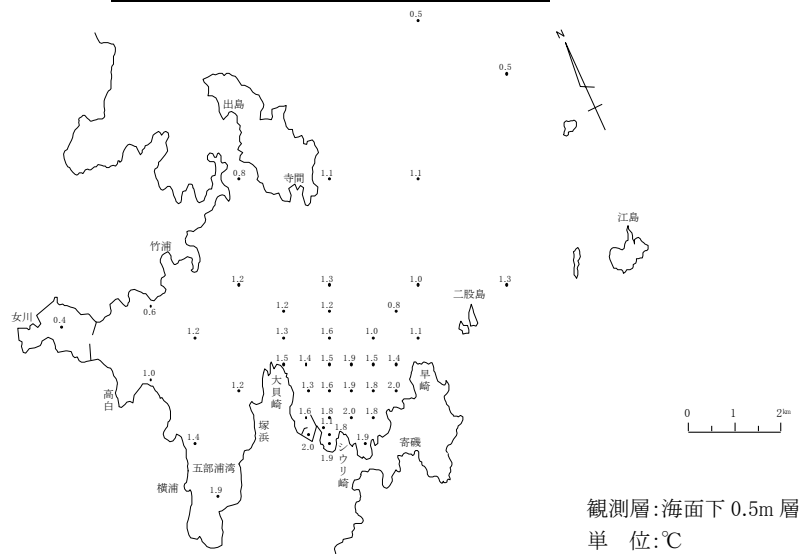 0.5
N
0.5
出島
0.8 寺間 1.1 1.1
江島
竹浦
1.2 1.3 1.0 1.3
二股島
0.6 1.2 1.2 0.8
女川 0.4
1.2 1.3 1.6 1.0 1.1
1.5 1.4 1.5 1.9 1.5 1.4
1.0 大貝崎 早崎
高白 1.2 1.3 1.6 1.9 1.8 2.0
0 1 2km
1.6 1.8 2.0 1.8
塚浜 1.1 1.8
1.4 2.0 1.9 寄磯
1.9 シウリ崎
五部浦湾
横浦 1.9
観測層:海面下 0.5m 層
単 位:℃